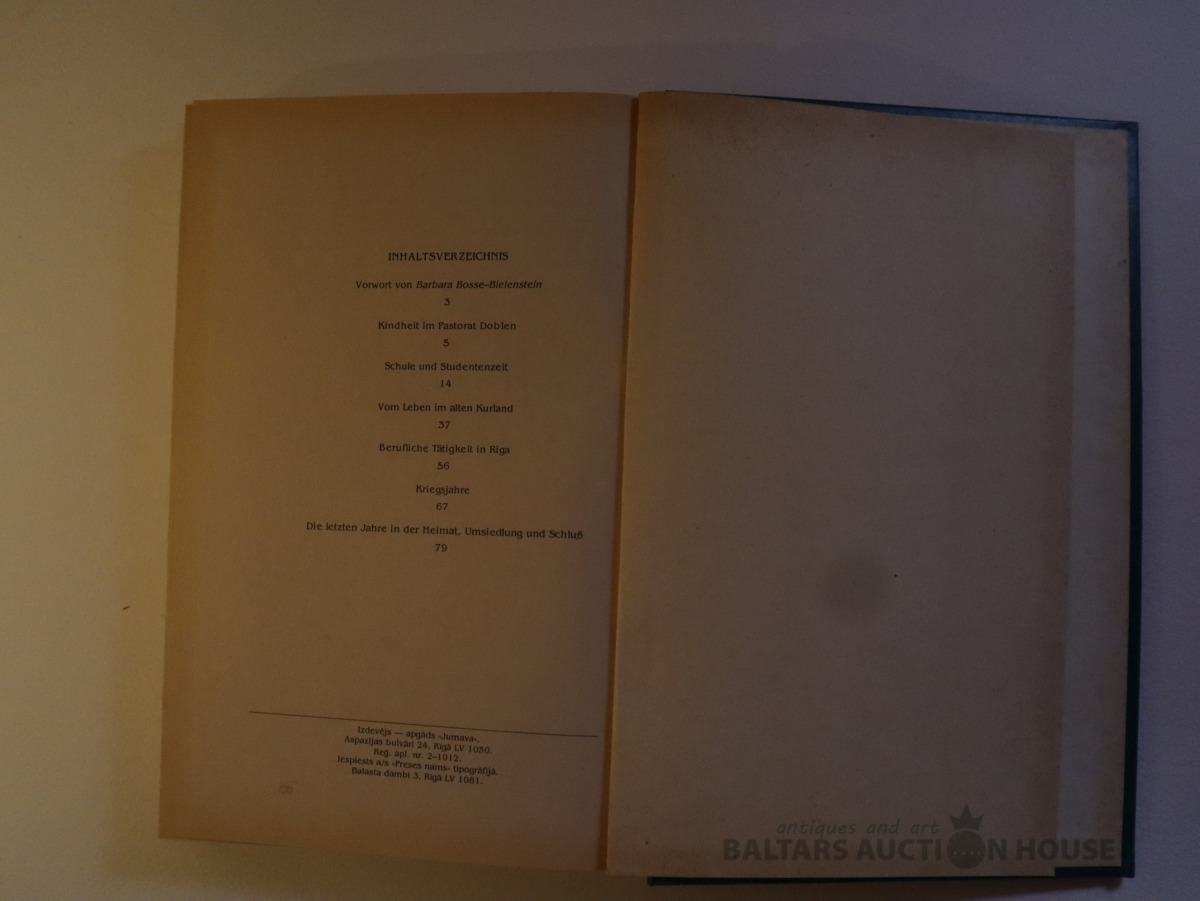 INHALTSVERZEICHNIS
Vorwort von Barbara Bosse–Bielenstein
3
Kindheit im Pastorat Doblen
5
Schule und Studentenzeit
14
Vom Leben im alten Kurland
37
Berufliche Tätigkeit in Riga
56
Kriegsjahre
67
Die letzten Jahre in der Heimat, Umsiedlung und Schluß
79
Izdevējs — apgāds «Jumava».
Aspazijas bulvārī 24, Rīgā LV 1050.
Reģ. apl. nr. 2–1012.
Iespiests a/s «Preses nams» tipogrāfijā,
Balasta dambī 3, Rīgā LV 1081.
antiques and art
BALTARS AUCTION HOUSE